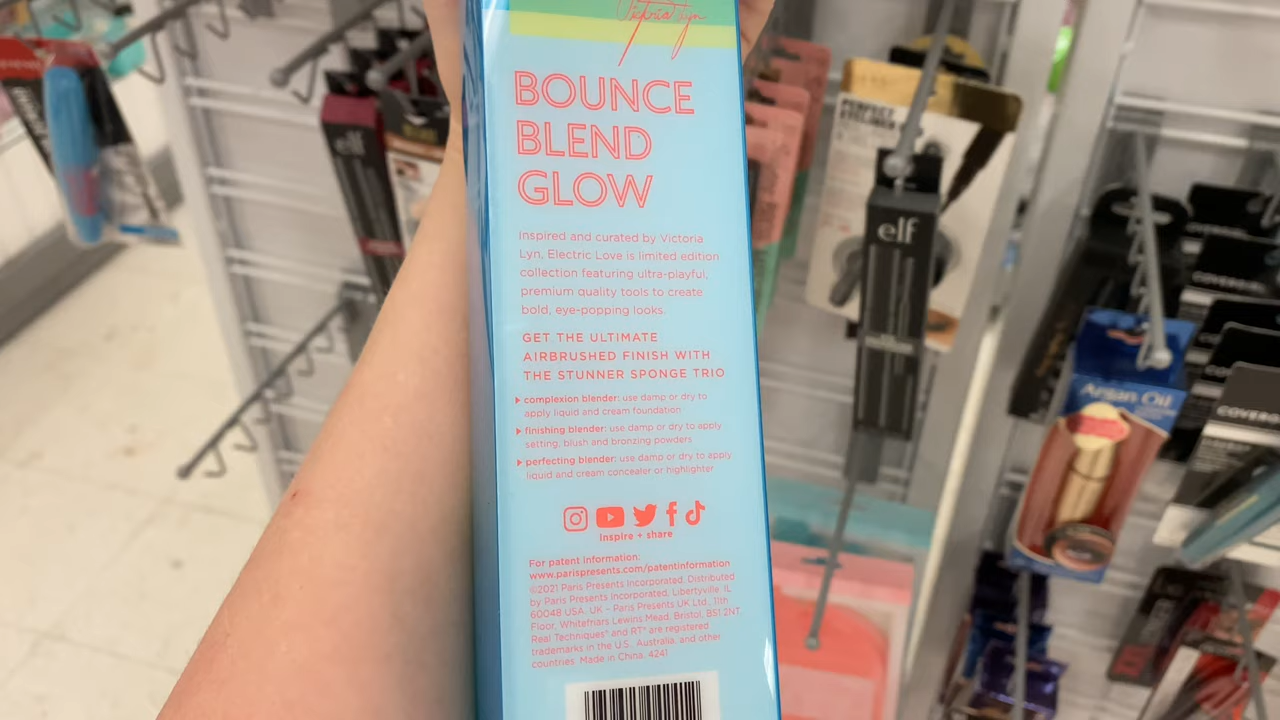 Victoria Lyn
BOUNCE
BLEND
GLOW
Inspired and curated by Victoria
Lyn, Electric Love is limited edition
collection featuring ultra-playful,
premium quality tools to create
bold, eye-popping looks.
GET THE ULTIMATE
AIRBRUSHED FINISH WITH
THE STUNNER SPONGE TRIO
complexion blender: use damp or dry to
apply liquid and cream foundation
finishing blender: use damp or dry to apply
setting, blush and bronzing powders
perfecting blender: use damp or dry to apply
liquid and cream concealer or highlighter
inspire + share
For patent information:
www.parispresents.com/patentinformation
©2021 Paris Presents Incorporated. Distributed
by Paris Presents Incorporated, Libertyville, IL
60048 USA. UK - Paris Presents UK Ltd., 11th
Floor, Whitefriars Lewins Mead, Bristol, BS1 2NT.
Real Techniques® and RT® are registered
trademarks in the U.S., Australia, and other
countries. Made in China. 4241
elf
elf
PERFECT
EYELINER
Argan Oil
COVERG